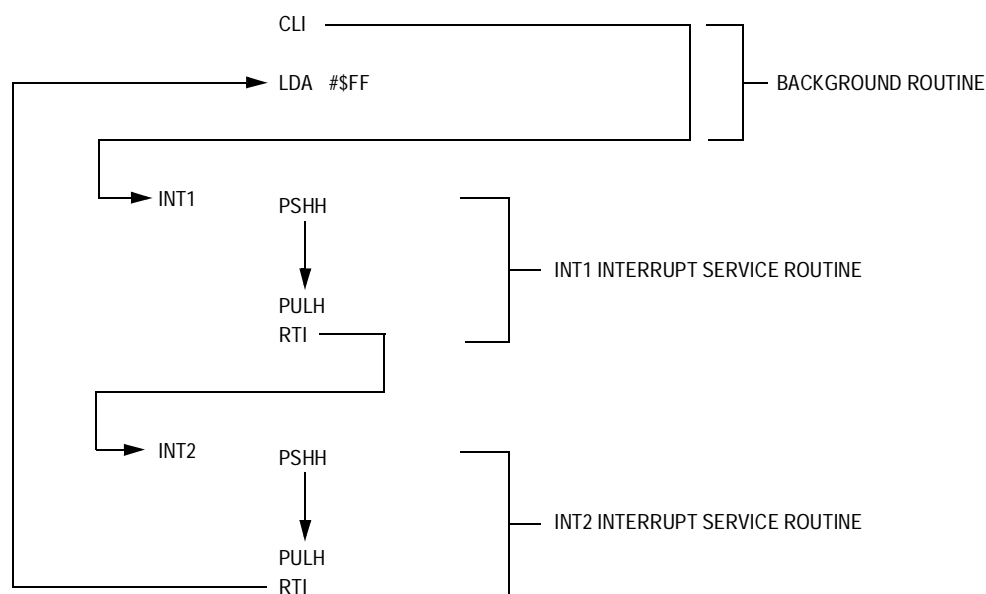 CLI
LDA #$FF
BACKGROUND ROUTINE
INT1
PSHH
INT1 INTERRUPT SERVICE ROUTINE
PULH
RTI
INT2
PSHH
INT2 INTERRUPT SERVICE ROUTINE
PULH
RTI